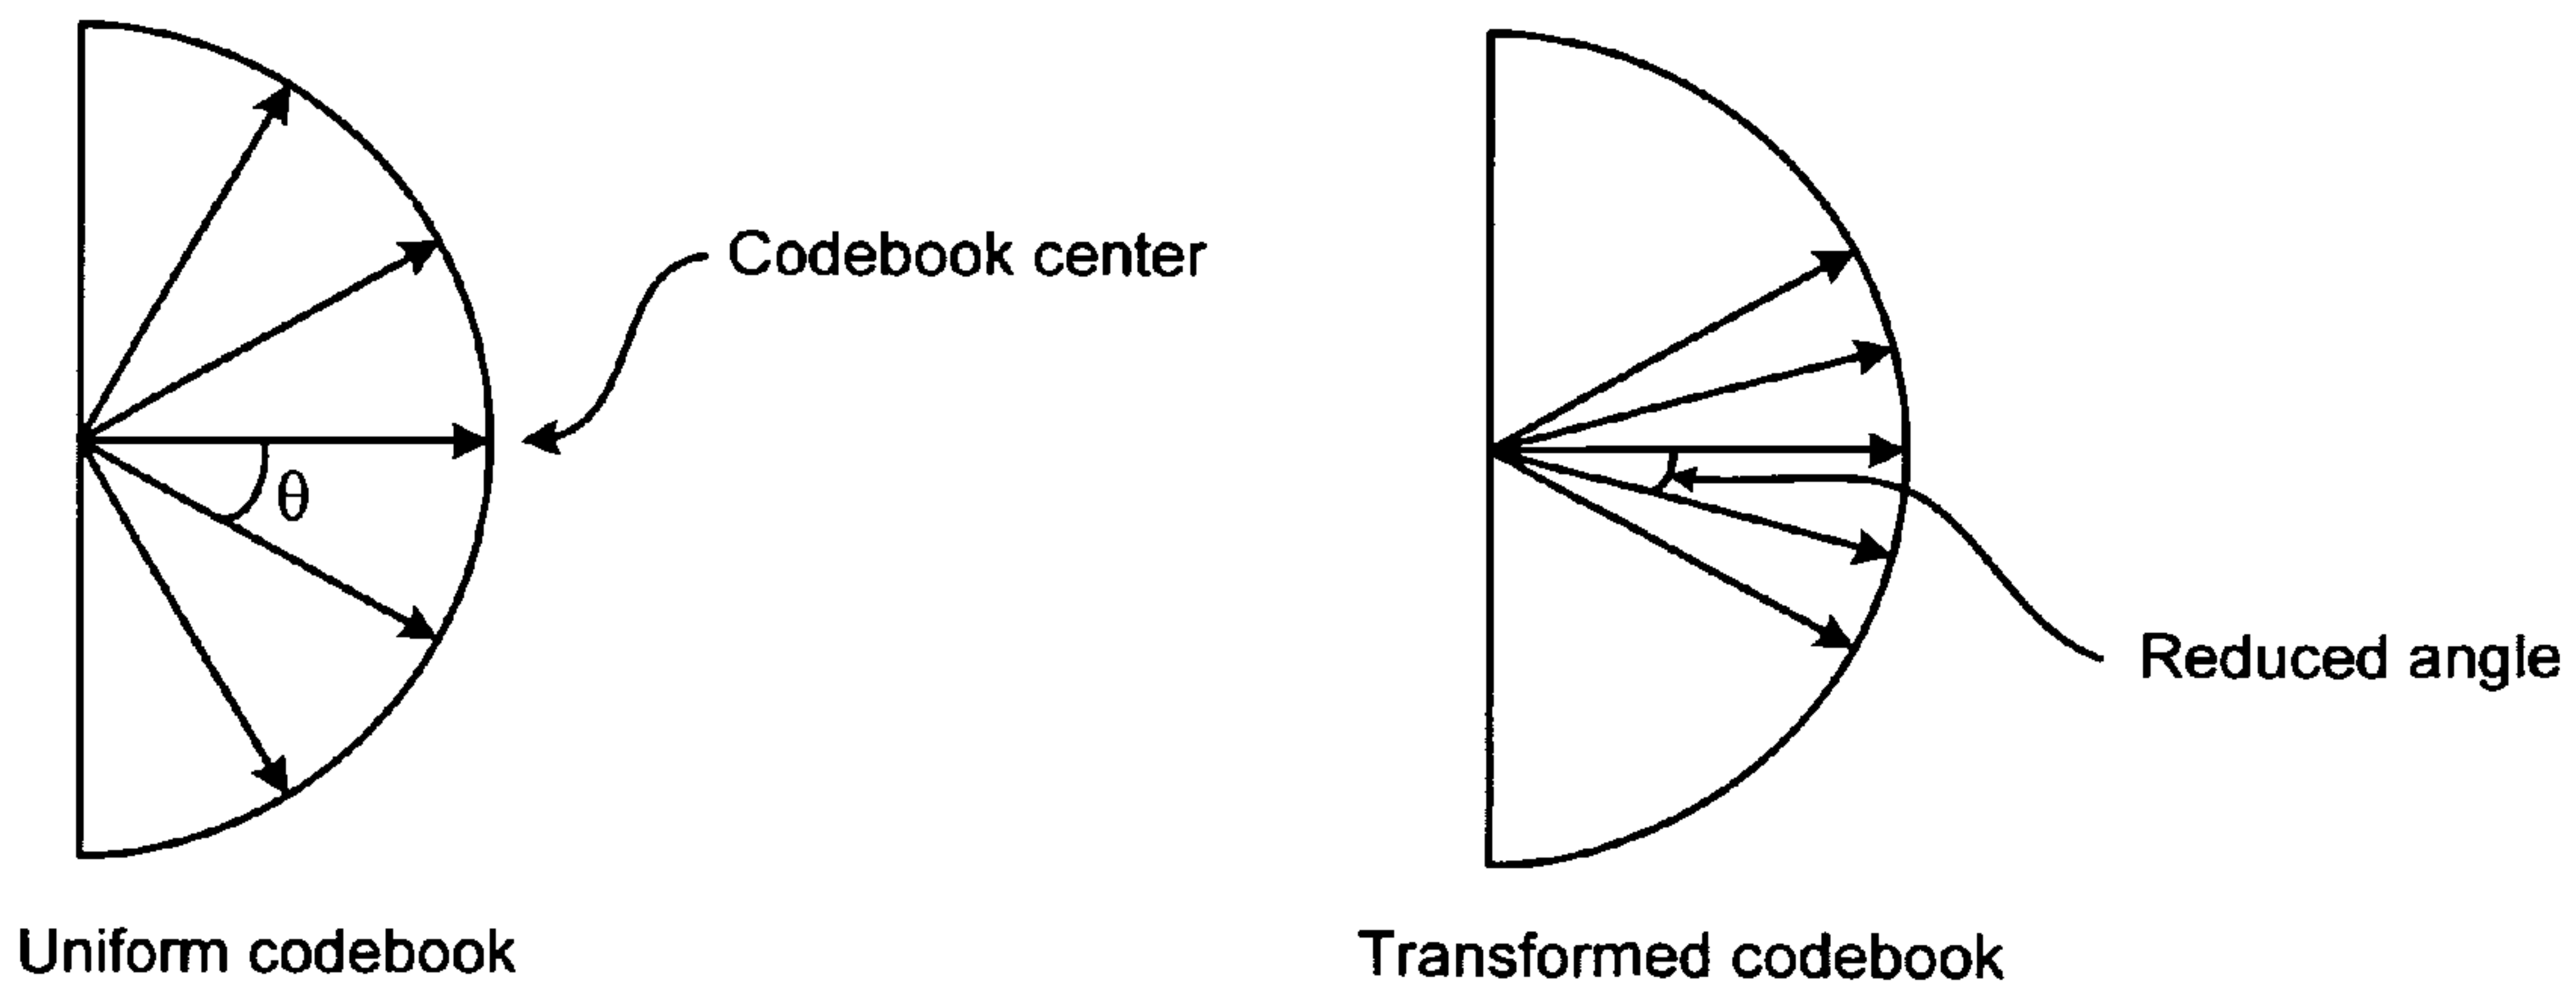 Codebook center
θ
Reduced angle
Uniform codebook
Transformed codebook